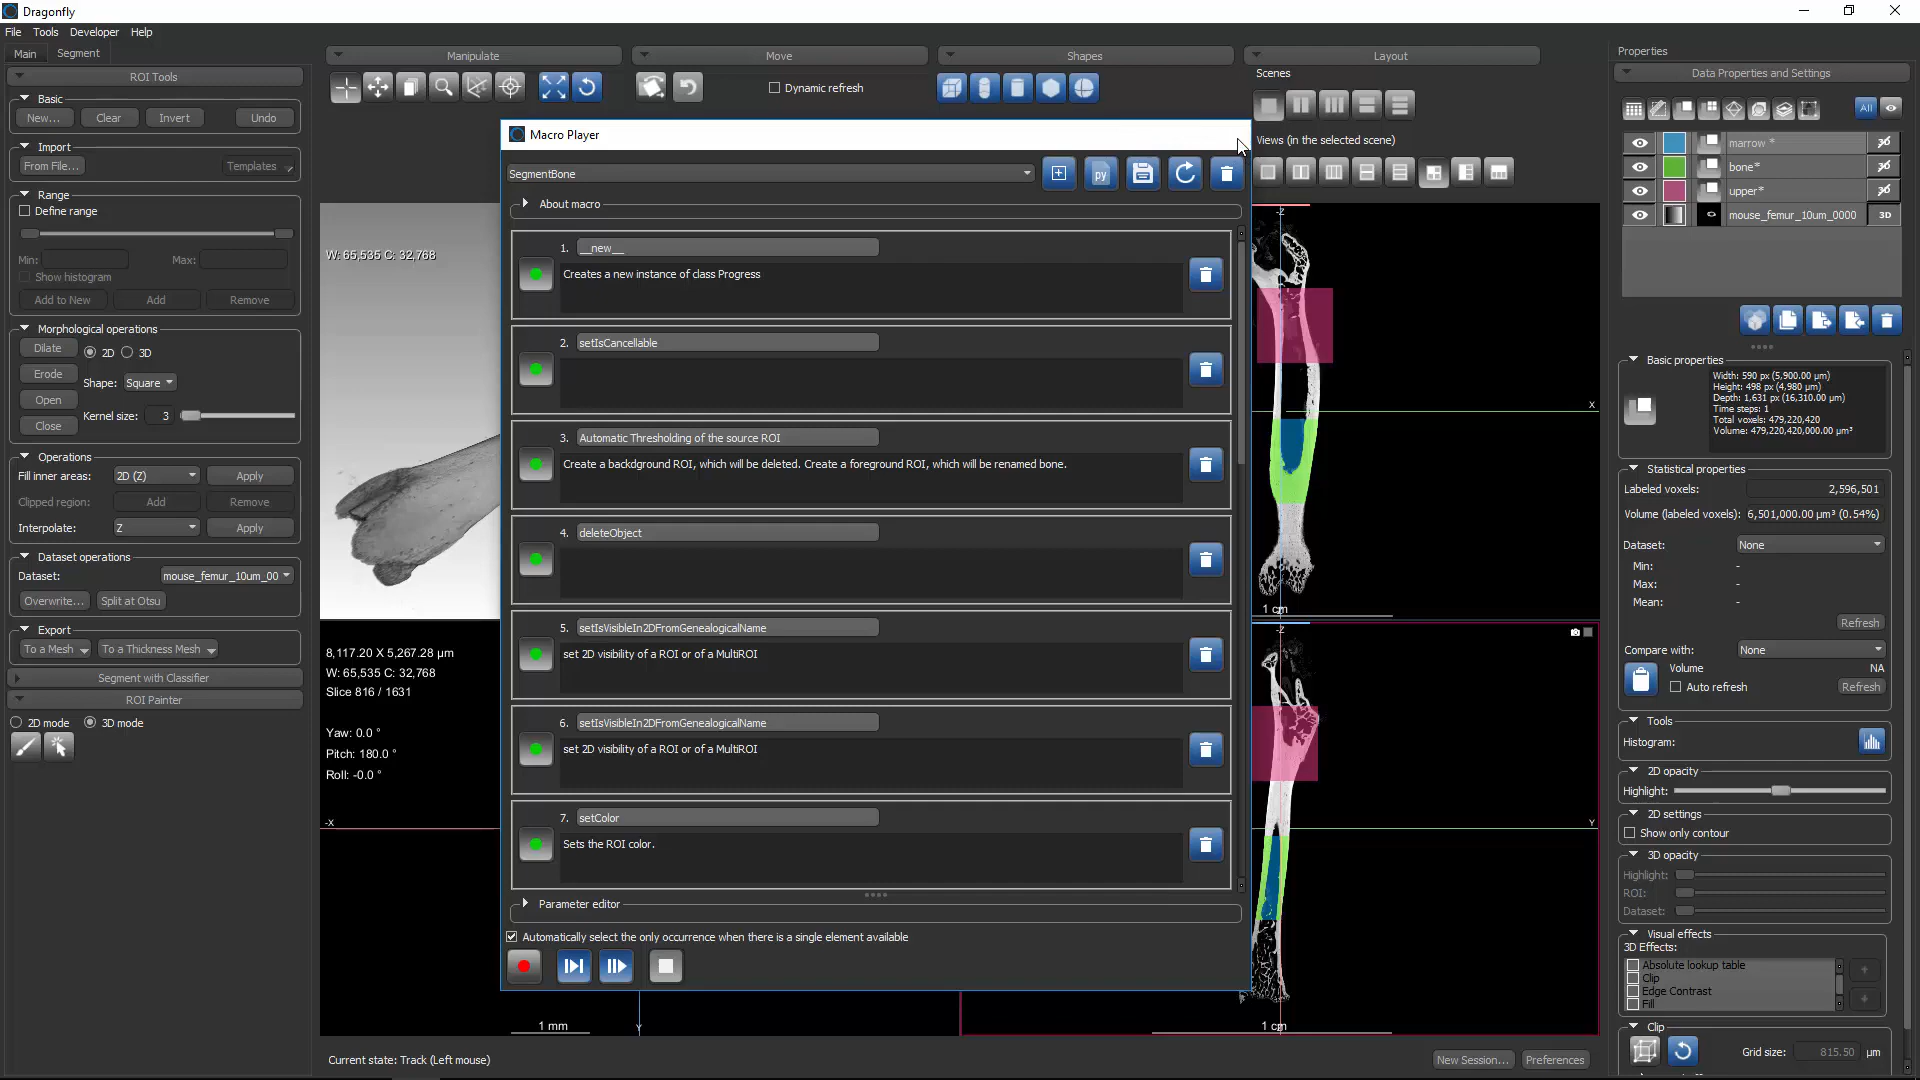 Dragonfly
File Tools Developer Help
Main Segment
ROI Tools
Basic
New... Clear Invert Undo
Import
From File... Templates
Range
Define range
Min: Max:
Show histogram
Add to New Add Remove
Morphological operations
Dilate 2D 3D
Erode Shape: Square
Open
Kernel size: 3
Close
Operations
Fill inner areas: 2D (Z) Apply
Clipped region: Add Remove
Interpolate: Z Apply
Dataset operations
Dataset: mouse_femur_10um_00
Overwrite... Split at Otsu
Export
To a Mesh To a Thickness Mesh
Segment with Classifier
ROI Painter
2D mode 3D mode
Manipulate Move Shapes Layout
Dynamic refresh
Scenes
Views (in the selected scene)
W: 65,535 C: 32,768
8,117.20 X 5,267.28 µm
W: 65,535 C: 32,768
Slice 816 / 1631
Yaw: 0.0 °
Pitch: 180.0 °
Roll: -0.0 °
-X
1 mm
Y
Macro Player
SegmentBone
py
About macro
1. __new__
Creates a new instance of class Progress
2. setIsCancellable
3. Automatic Thresholding of the source ROI
Create a backdground ROI, which will be deleted. Create a foreground ROI, which will be renamed bone.
4. deleteObject
5. setIsVisibleIn2DFromGenealogicalName
set 2D visibility of a ROI or of a MultiROI
6. setIsVisibleIn2DFromGenealogicalName
set 2D visibility of a ROI or of a MultiROI
7. setColor
Sets the ROI color.
Parameter editor
Automatically select the only occurrence when there is a single element available
-Z
X
1 cm
-Z
Y
1 cm
Current state: Track (Left mouse)
New Session... Preferences
Properties
Data Properties and Settings
All
marrow *
bone*
upper*
mouse_femur_10um_0000 3D
Basic properties
Width: 590 px (5,900.00 µm)
Height: 498 px (4,980 µm)
Depth: 1,631 px (16,310.00 µm)
Time steps: 1
Total voxels: 479,220,420
Volume: 479,220,420,000.00 µm³
Statistical properties
Labeled voxels: 2,596,501
Volume (labeled voxels): 6,501,000.00 µm³ (0.54%)
Dataset: None
Min: -
Max: -
Mean: -
Refresh
Compare with: None
Volume NA
Auto refresh Refresh
Tools
Histogram:
2D opacity
Highlight:
2D settings
Show only contour
3D opacity
Highlight:
ROI:
Dataset:
Visual effects
3D Effects:
Absolute lookup table
Clip
Edge Contrast
Fill
Clip
Grid size: 815.50 µm